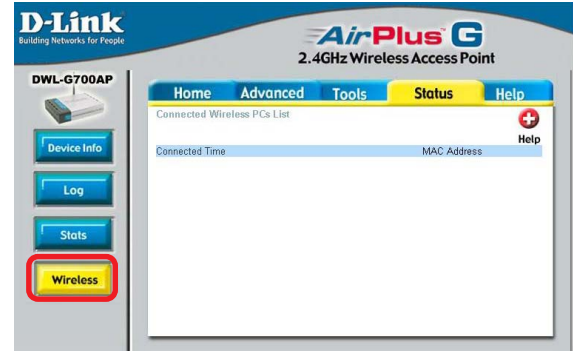 D-Link
Building Networks for People
AirPlus G
2.4GHz Wireless Access Point
DWL-G700AP
Home Advanced Tools Status Help
Connected Wireless PCs List
Help
Connected Time MAC Address
Device Info
Log
Stats
Wireless